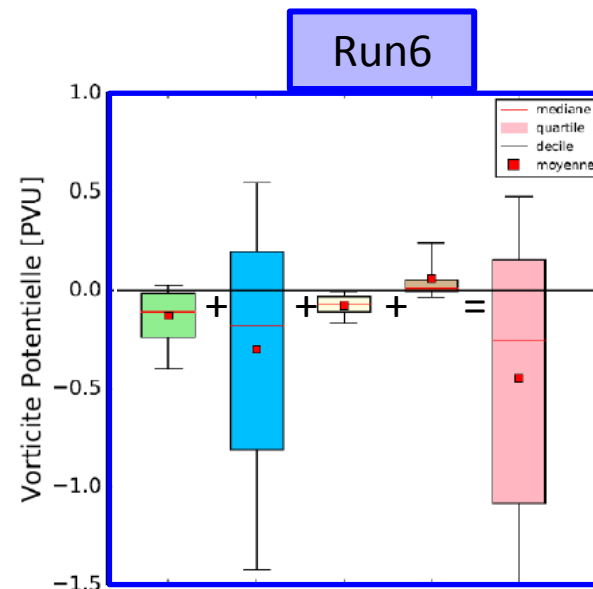 Run6
Vorticite Potentielle [PVU]
1.0
0.5
0.0
−0.5
−1.0
−1.5
mediane
quartile
decile
moyenne
+ + + =